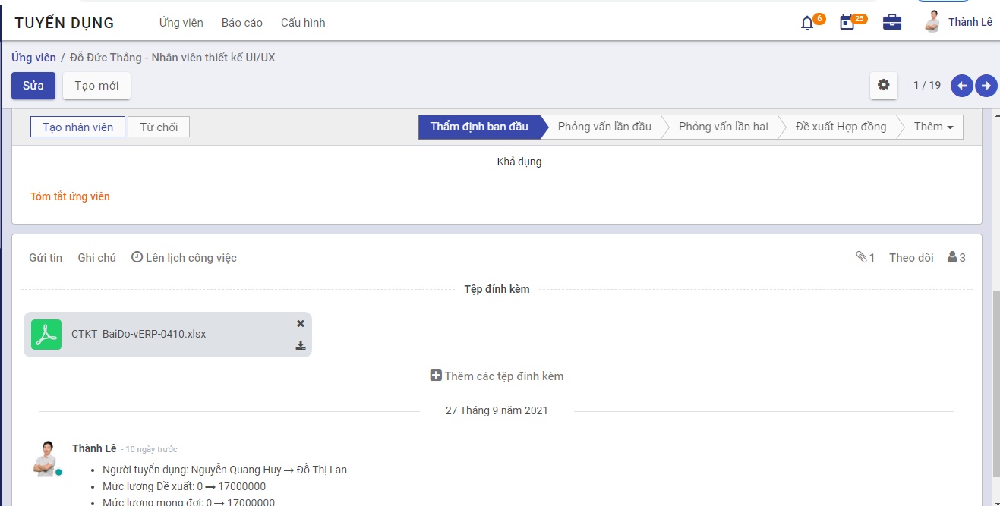 TUYỂN DỤNG Ứng viên Báo cáo Cấu hình 6 25 Thành Lê
Ứng viên / Đỗ Đức Thắng - Nhân viên thiết kế UI/UX
Sửa Tạo mới 1 / 19
Tạo nhân viên Từ chối Thẩm định ban đầu Phỏng vấn lần đầu Phỏng vấn lần hai Đề xuất Hợp đồng Thêm
Khả dụng
Tóm tắt ứng viên
Gửi tin Ghi chú Lên lịch công việc 1 Theo dõi 3
Tệp đính kèm
CTKT_BaiDo-vERP-0410.xlsx
Thêm các tệp đính kèm
27 Tháng 9 năm 2021
Thành Lê - 10 ngày trước
• Người tuyển dụng: Nguyễn Quang Huy → Đỗ Thị Lan
• Mức lương Đề xuất: 0 → 17000000
• Mức lương mong đợi: 0 → 17000000